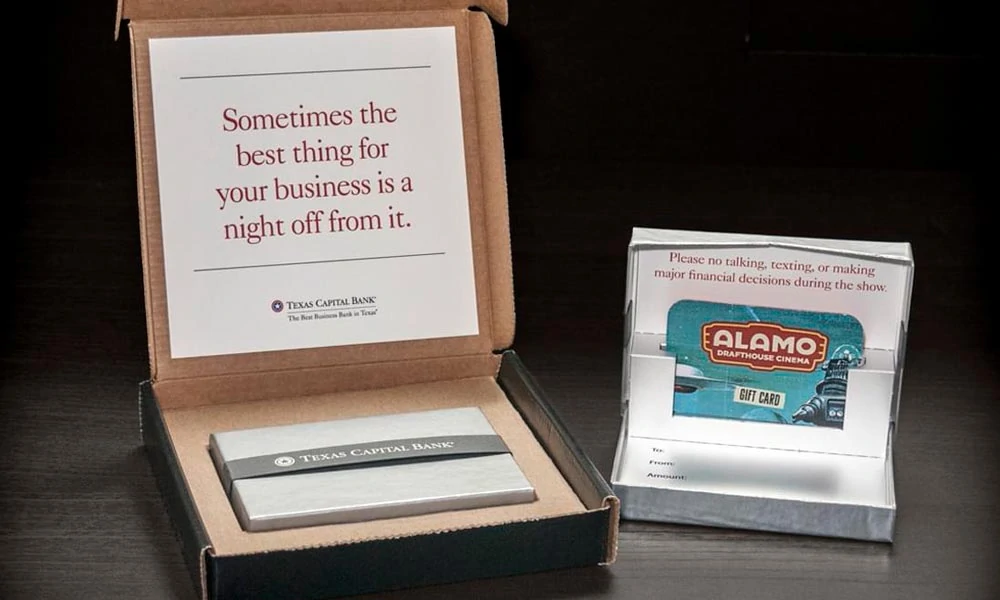 Sometimes the
best thing for
your business is a
night off from it.
TEXAS CAPITAL BANK®
The Best Business Bank in Texas®
TEXAS CAPITAL BANK®
Please no talking, texting, or making
major financial decisions during the show.
ALAMO
DRAFTHOUSE CINEMA
GIFT CARD
To:
From:
Amount: